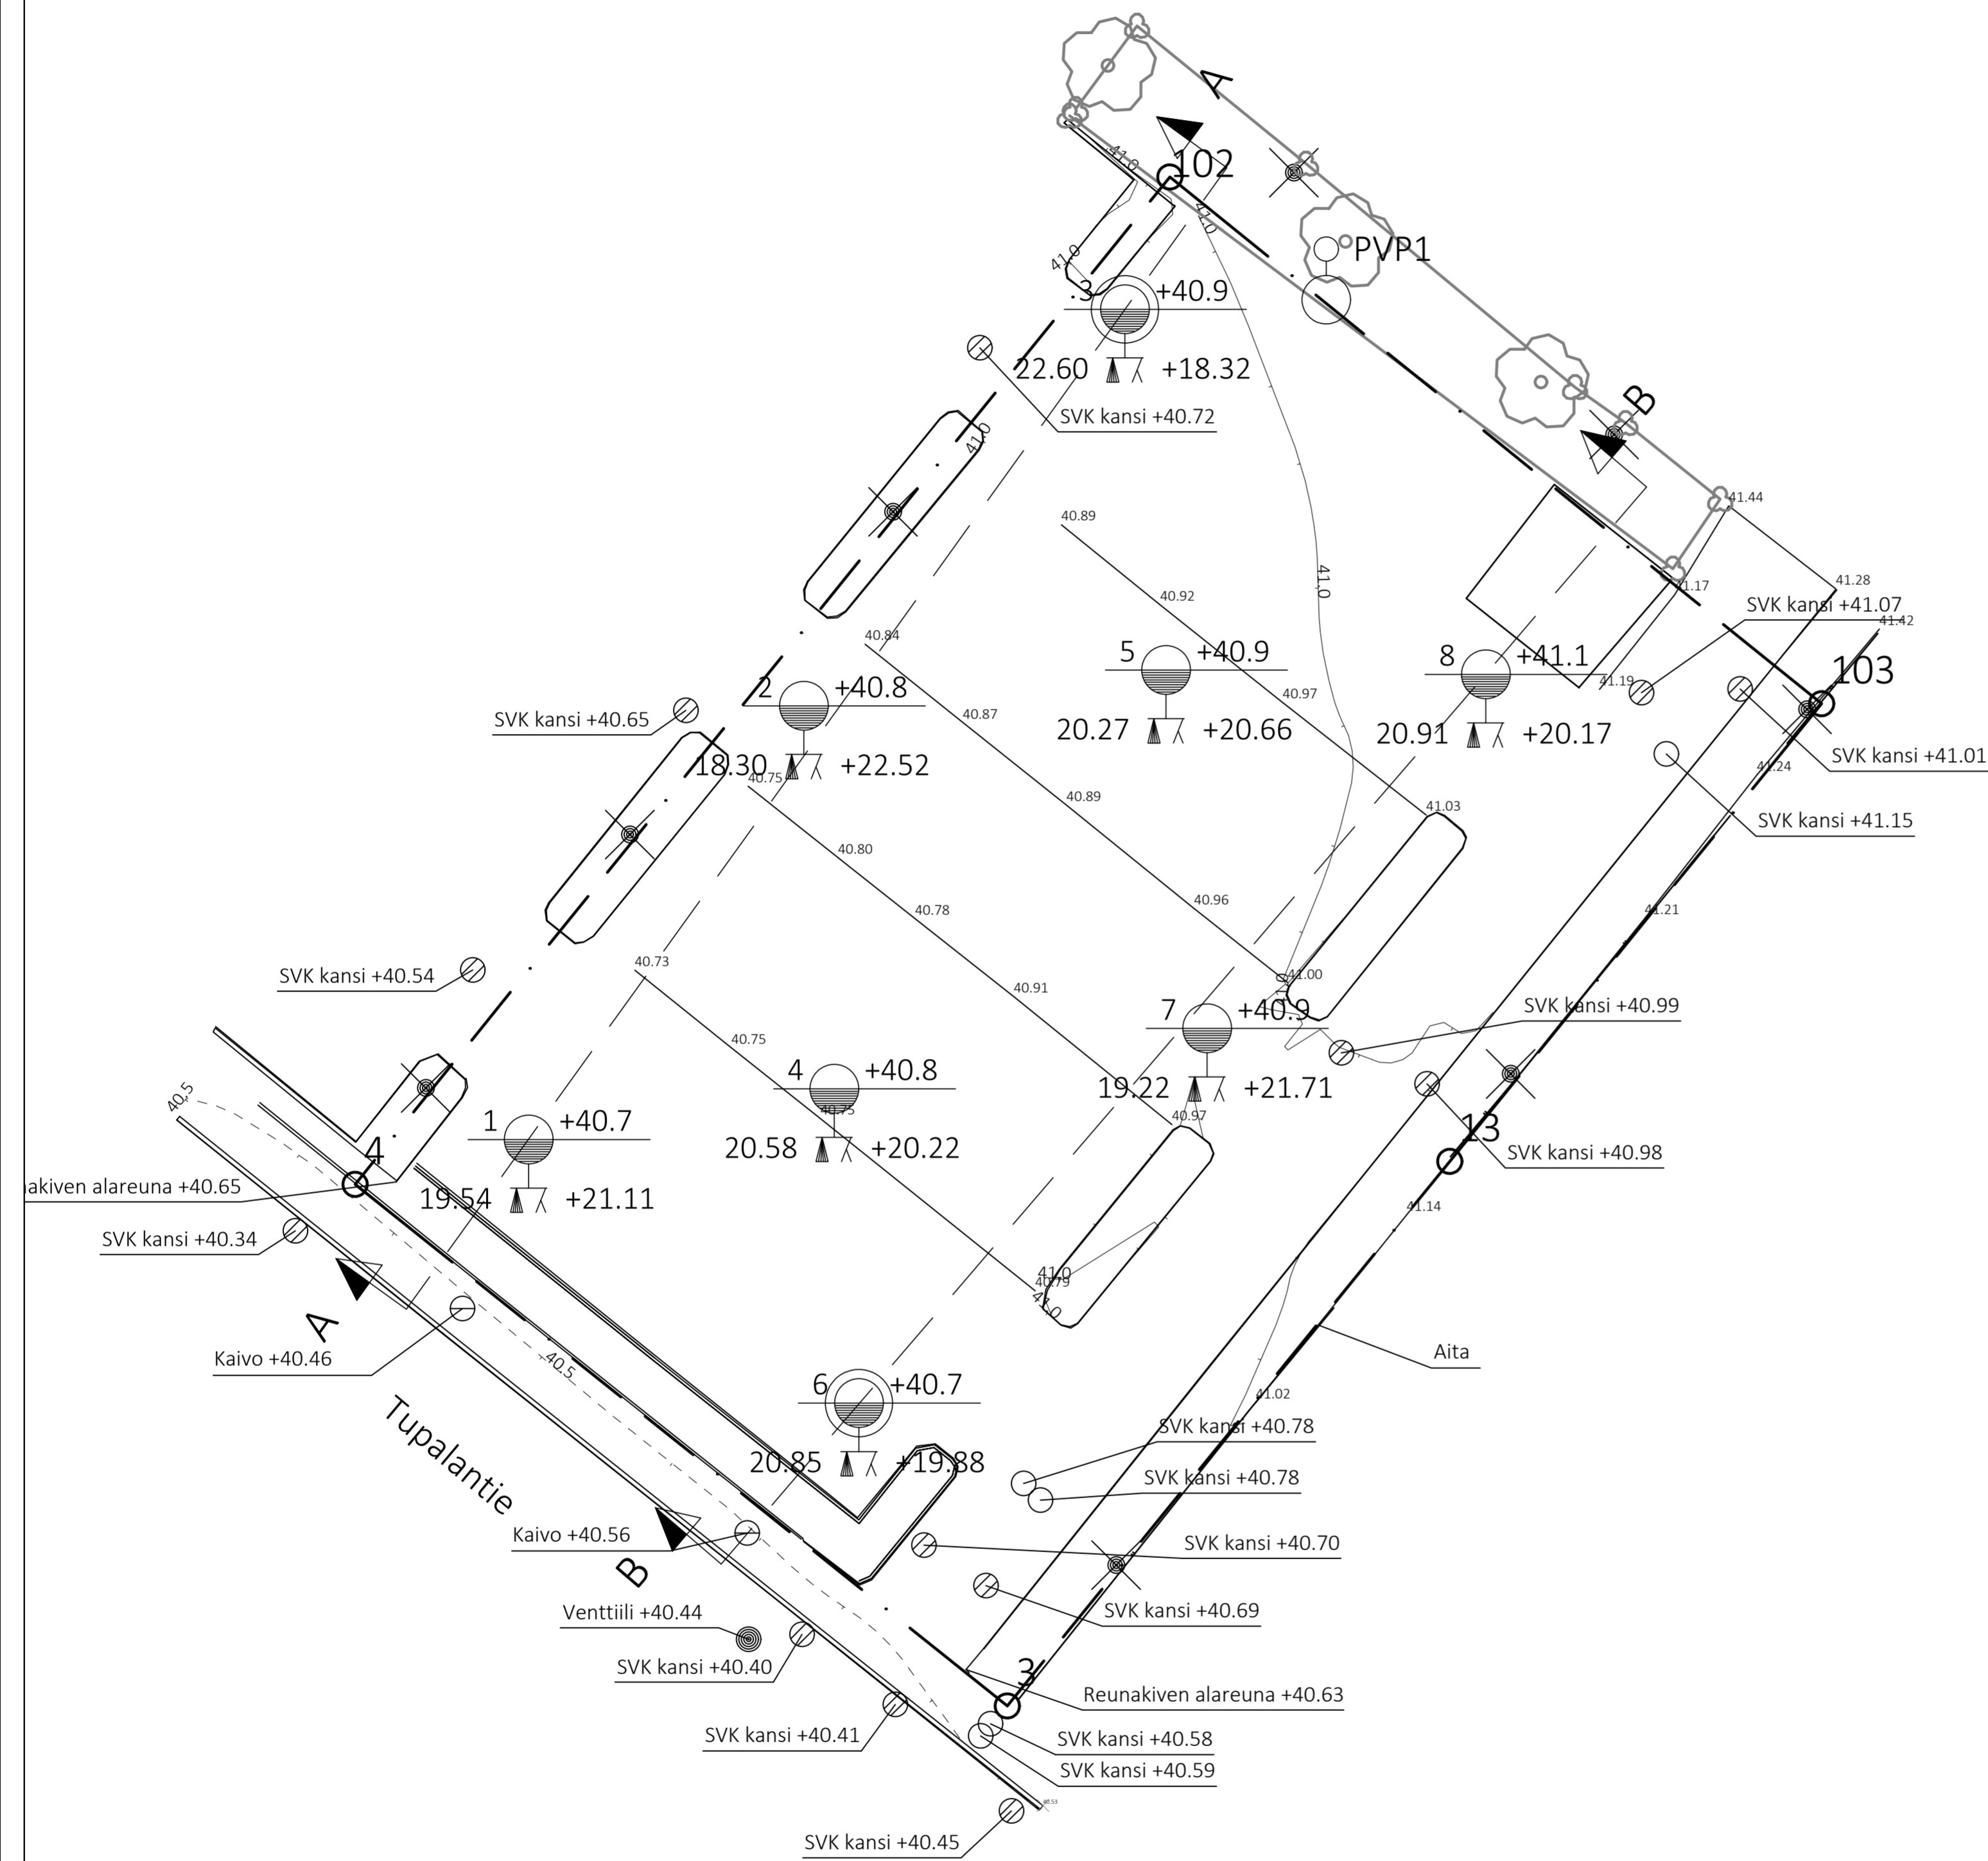 A
41.0
102
41.0
PVP1
41.0
.3
+40.9
22.60
+18.32
SVK kansi +40.72
B
41.0
41.44
40.89
41.0
41.17
41.28
40.92
SVK kansi +41.07
41.42
40.84
5
+40.9
8
+41.1
103
2
+40.8
40.97
41.19
SVK kansi +40.65
40.87
20.27
+20.66
20.91
+20.17
18.30
+22.52
40.75
41.24
SVK kansi +41.01
40.89
41.03
SVK kansi +41.15
40.80
40.96
40.78
41.21
40.73
SVK kansi +40.54
41.00
40.91
7
+40.9
SVK kansi +40.99
40.75
4
+40.8
19.22
+21.71
40.5
40.75
40.97
1
+40.7
13
4
20.58
+20.22
SVK kansi +40.98
akiven alareuna +40.65
19.54
+21.11
41.14
SVK kansi +40.34
41.0
40.79
41.0
A
Kaivo +40.46
40.5
Aita
6
+40.7
41.02
Tupalantie
SVK kansi +40.78
20.85
+19.88
SVK kansi +40.78
Kaivo +40.56
SVK kansi +40.70
B
Venttiili +40.44
SVK kansi +40.69
SVK kansi +40.40
3
Reunakiven alareuna +40.63
SVK kansi +40.41
SVK kansi +40.58
SVK kansi +40.59
40.53
SVK kansi +40.45